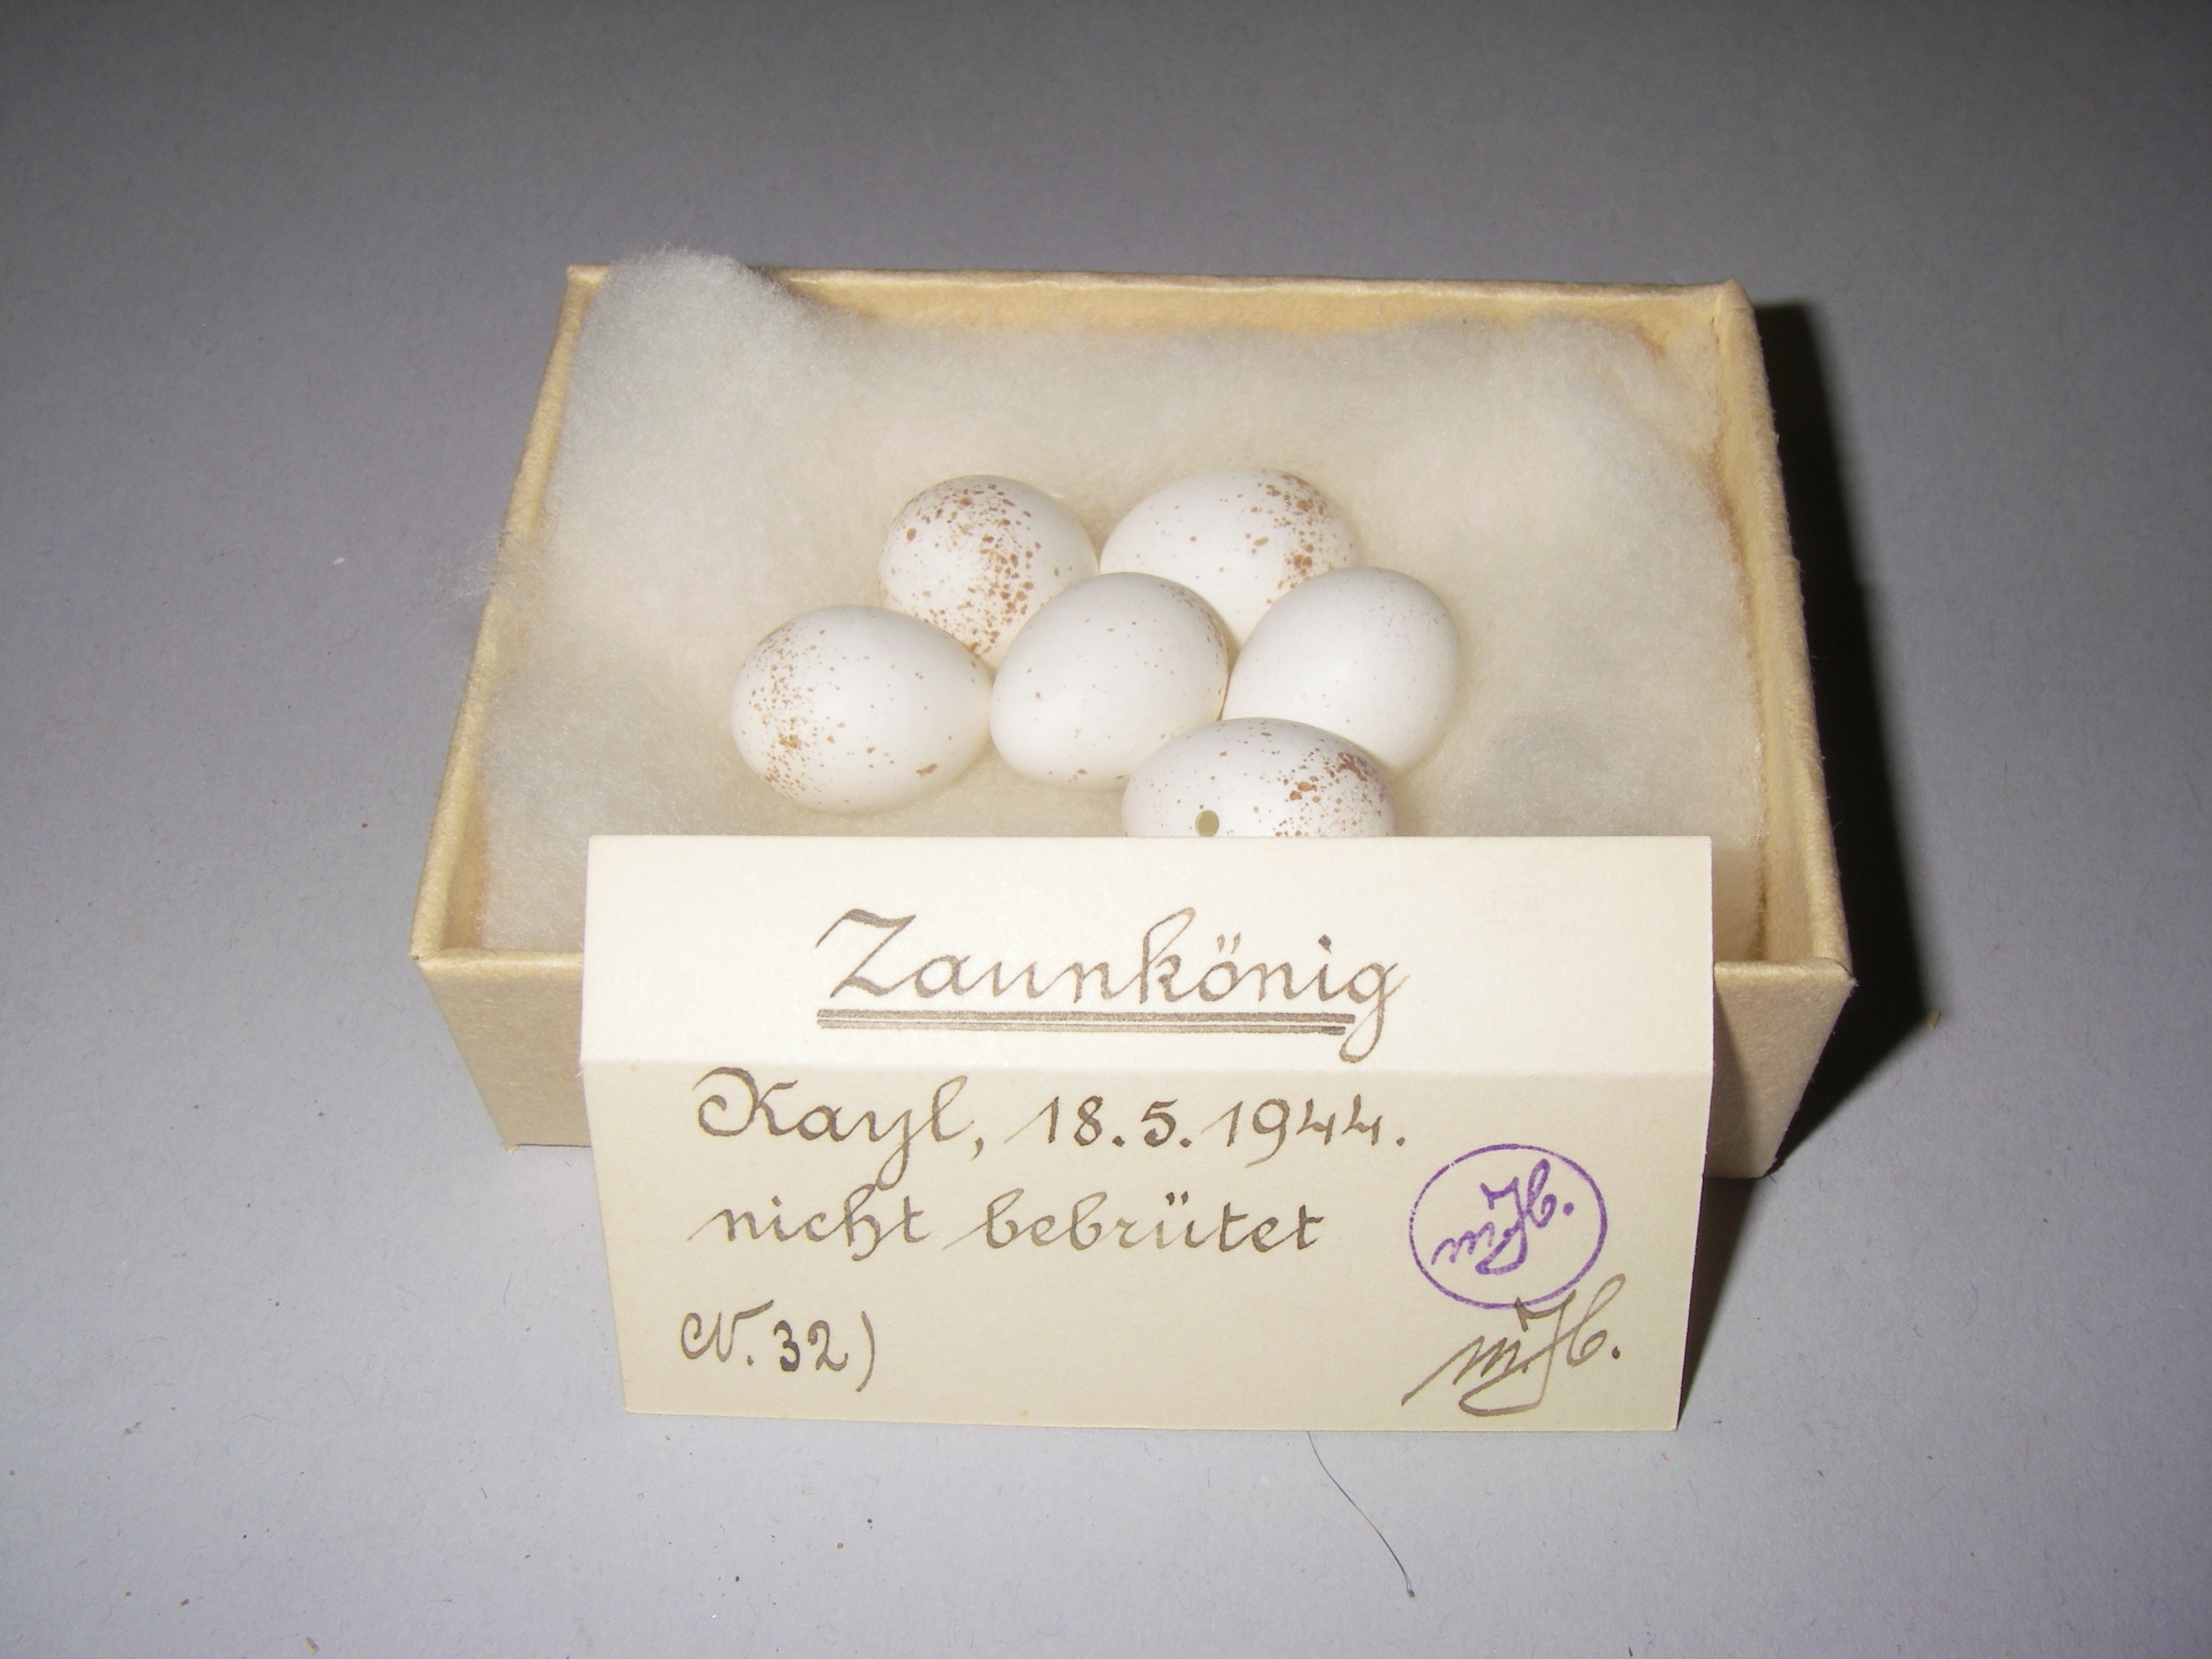 Zaunkönig
Kayl, 18.5.1944.
nicht bebrütet
N. 32)